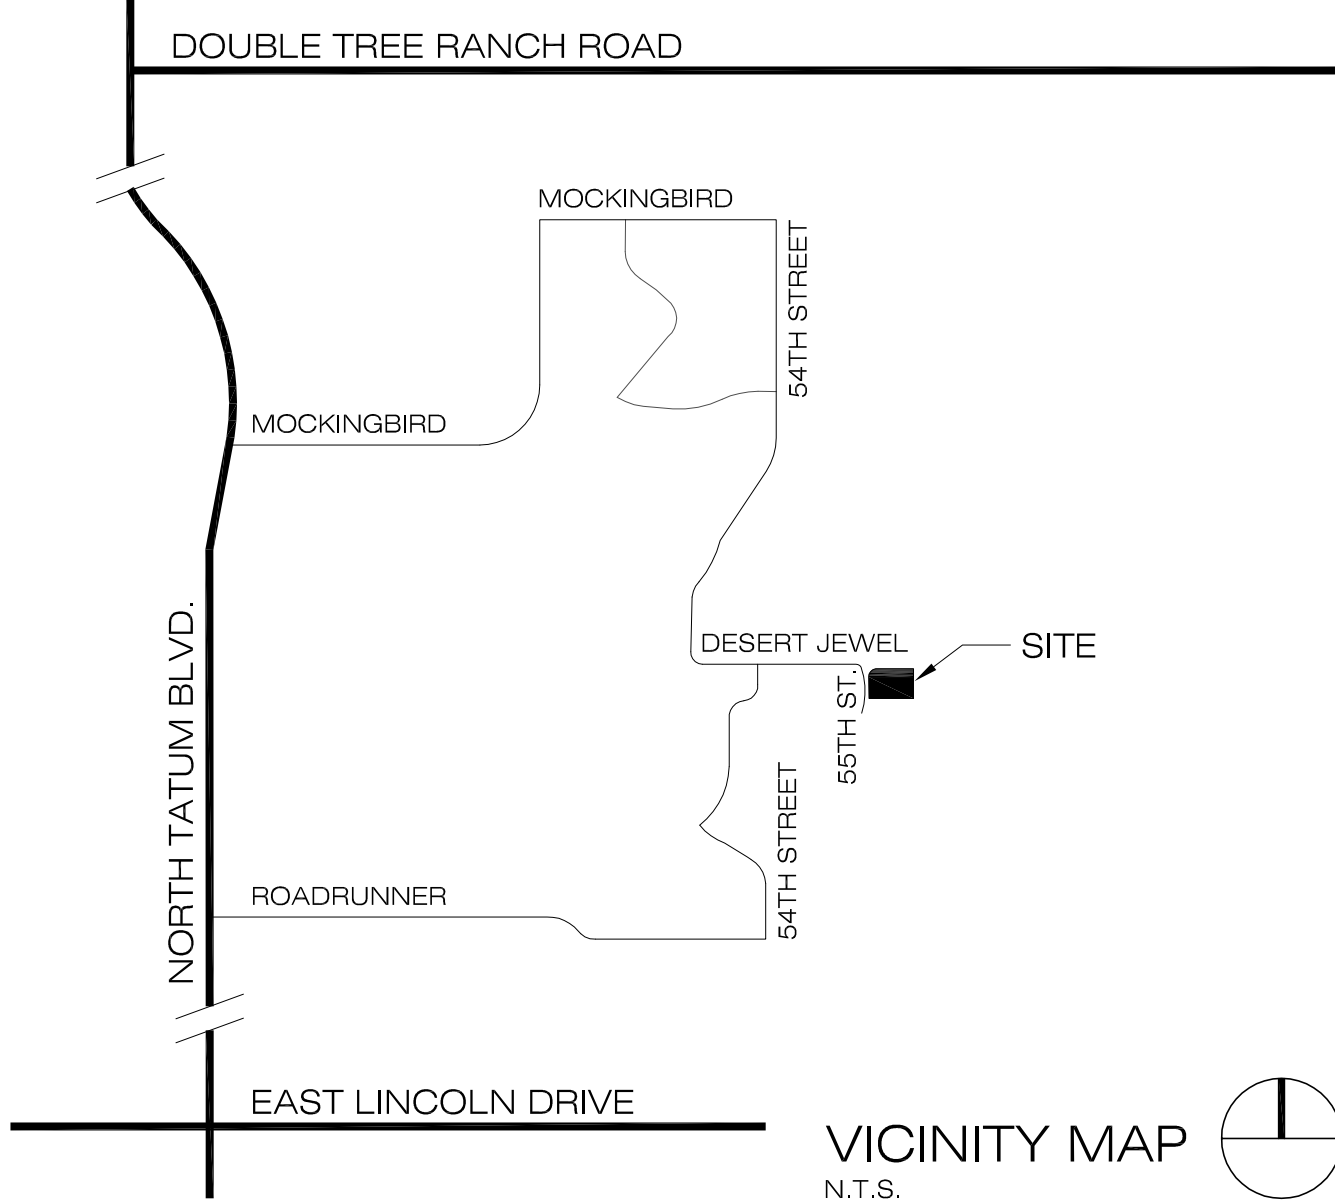 DOUBLE TREE RANCH ROAD
MOCKINGBIRD
54TH STREET
MOCKINGBIRD
NORTH TATUM BLVD.
DESERT JEWEL
SITE
55TH ST.
54TH STREET
ROADRUNNER
EAST LINCOLN DRIVE
VICINITY MAP
N.T.S.